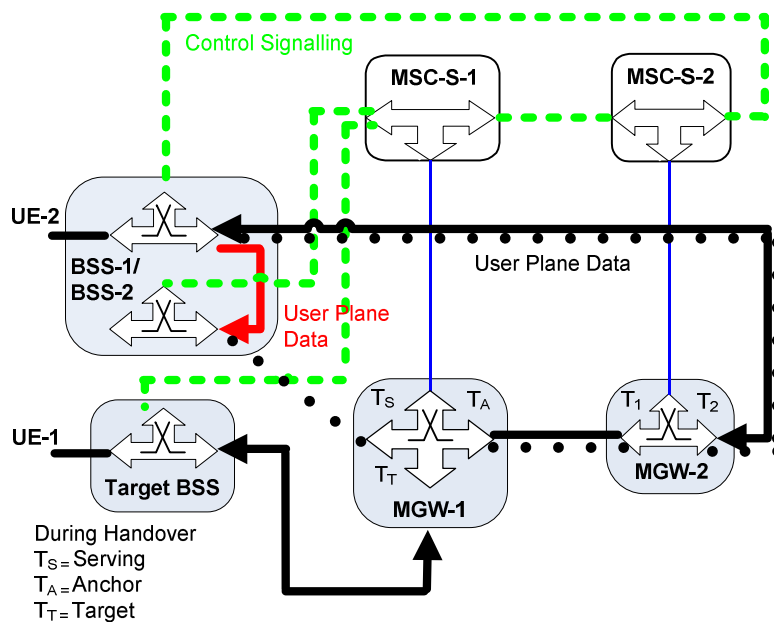 Control Signalling
MSC-S-1
MSC-S-2
UE-2
BSS-1/
BSS-2
User Plane Data
User Plane
Data
TS
TA
T1
T2
UE-1
TT
MGW-2
Target BSS
MGW-1
During Handover
TS= Serving
TA= Anchor
TT= Target